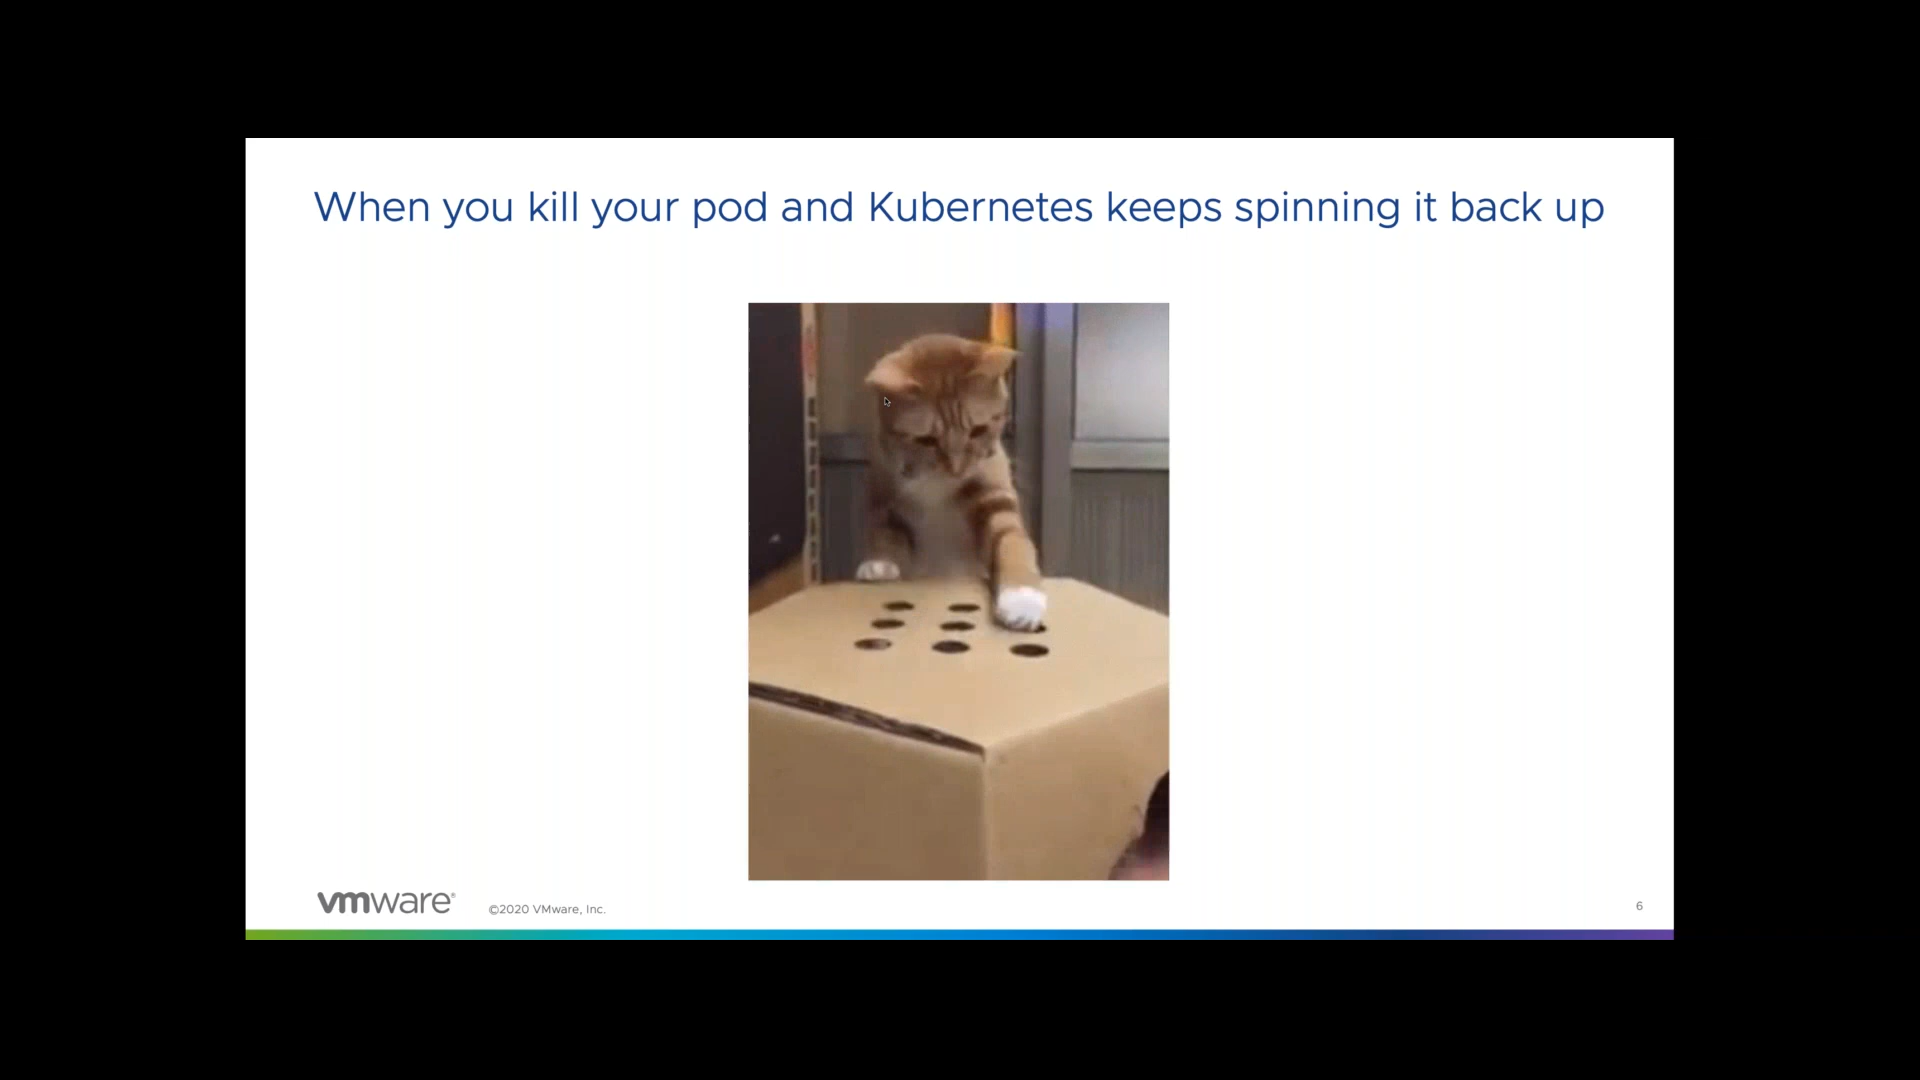 When you kill your pod and Kubernetes keeps spinning it back up
vmware®
©2020 VMware, Inc.
6